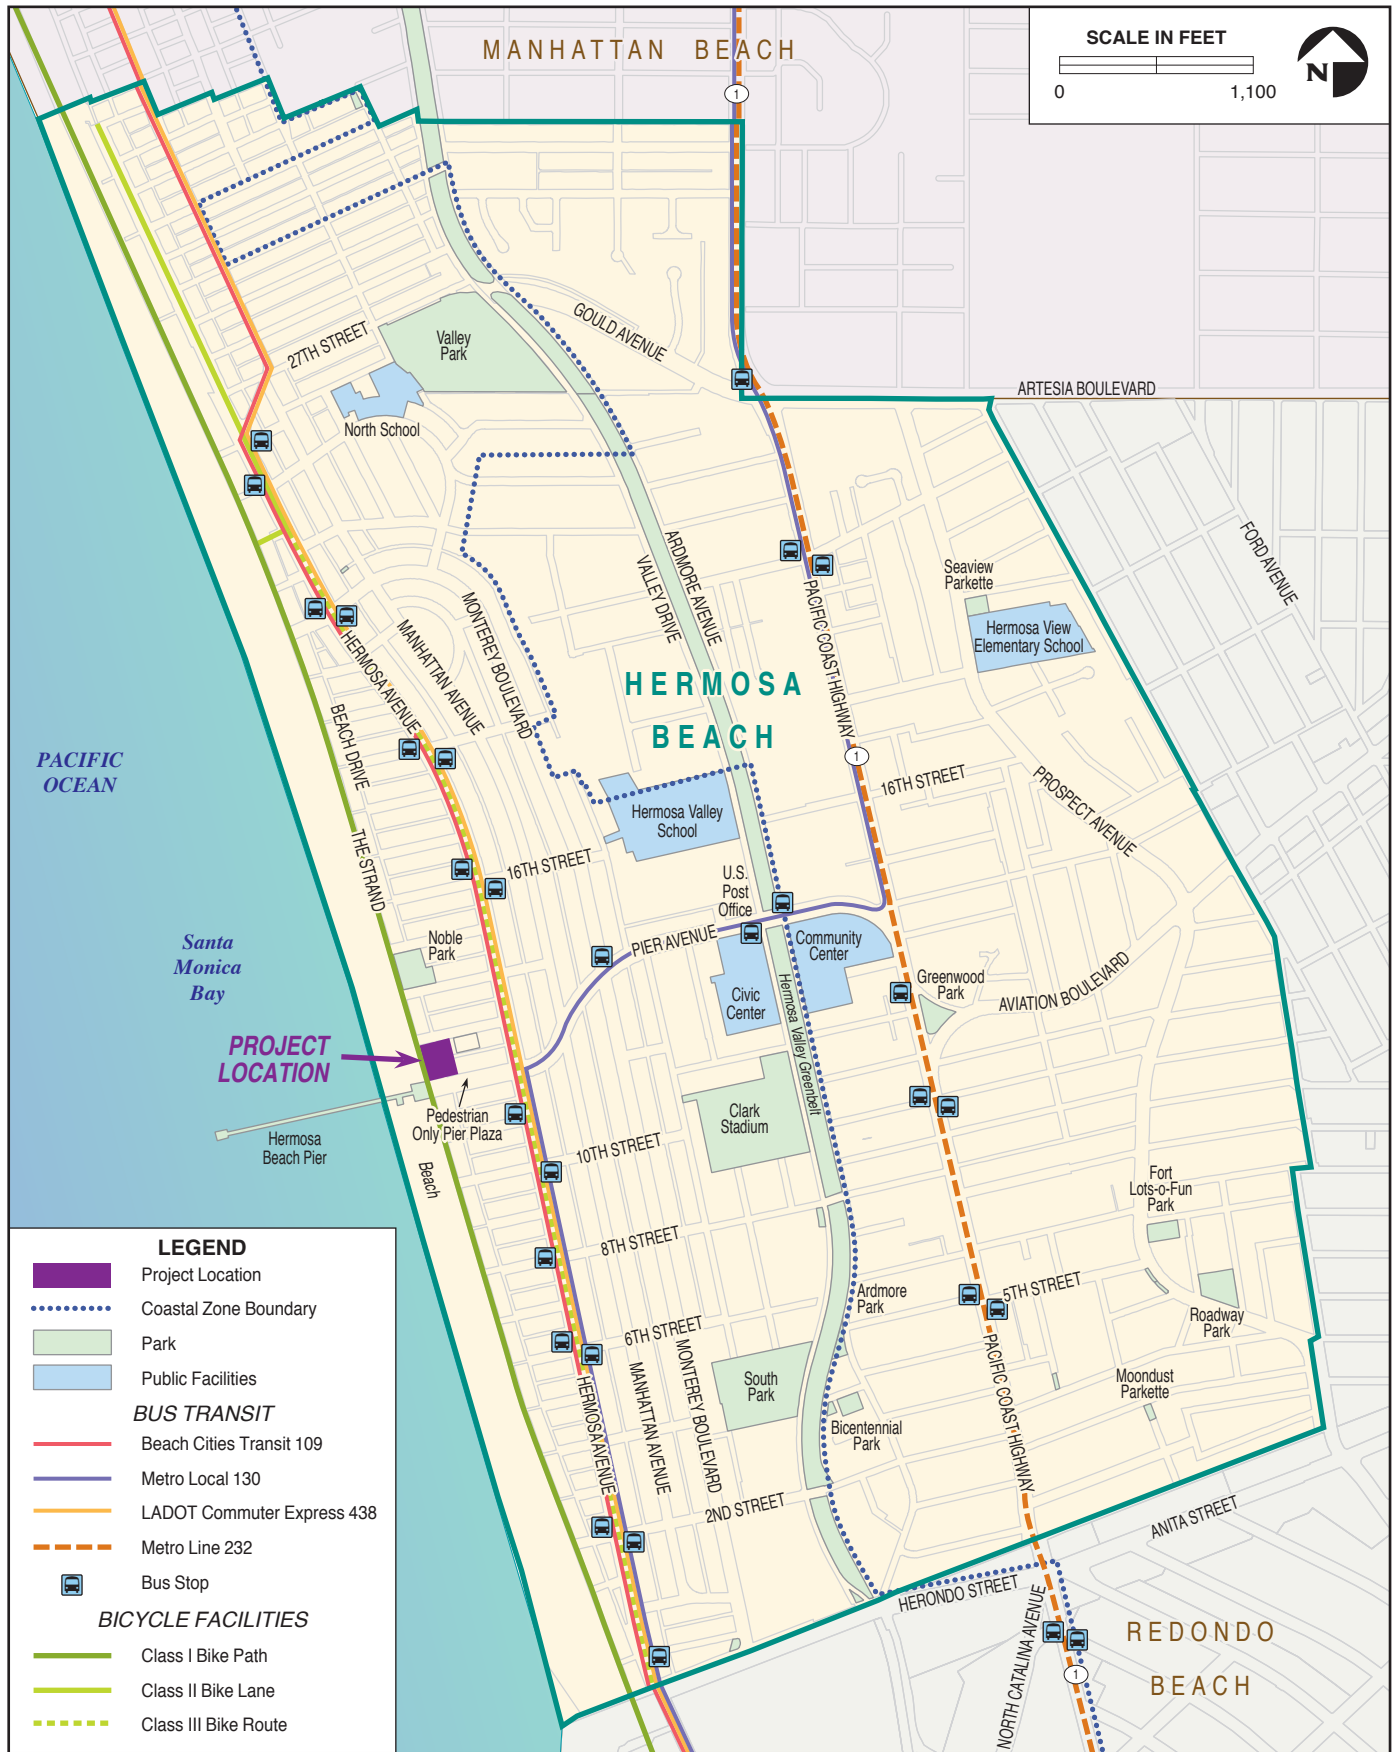 MANHATTAN BEACH
SCALE IN FEET
0 1,100
N
1
GOULD AVENUE
27TH STREET
Valley
Park
ARTESIA BOULEVARD
North School
FORD AVENUE
ARDMORE AVENUE
VALLEY DRIVE
Seaview
Parkette
Hermosa View
Elementary School
PACIFIC COAST HIGHWAY
MONTEREY BOULEVARD
MANHATTAN AVENUE
HERMOSA AVENUE
HERMOSA
BEACH
BEACH DRIVE
PACIFIC
OCEAN
1
16TH STREET
PROSPECT AVENUE
Hermosa Valley
School
THE STRAND
16TH STREET
U.S.
Post
Office
Noble
Park
PIER AVENUE
Community
Center
Santa
Monica
Bay
Greenwood
Park
AVIATION BOULEVARD
Civic
Center
Hermosa Valley Greenbelt
PROJECT
LOCATION
Pedestrian
Only Pier Plaza
Clark
Stadium
Hermosa
Beach Pier
Beach
10TH STREET
Fort
Lots-o-Fun
Park
8TH STREET
Ardmore
Park
5TH STREET
Roadway
Park
6TH STREET
South
Park
Moondust
Parkette
HERMOSA AVENUE
MANHATTAN AVENUE
MONTEREY BOULEVARD
PACIFIC COAST HIGHWAY
Bicentennial
Park
2ND STREET
ANITA STREET
HERONDO STREET
NORTH CATALINA AVENUE
REDONDO
BEACH
1
LEGEND
Project Location
Coastal Zone Boundary
Park
Public Facilities
BUS TRANSIT
Beach Cities Transit 109
Metro Local 130
LADOT Commuter Express 438
Metro Line 232
Bus Stop
BICYCLE FACILITIES
Class I Bike Path
Class II Bike Lane
Class III Bike Route